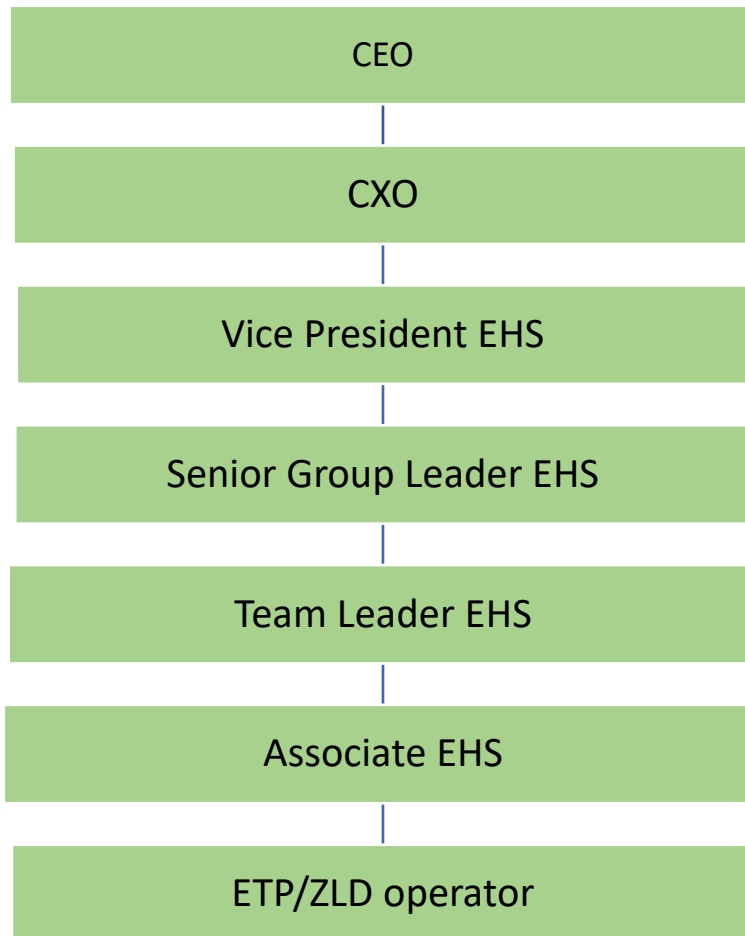 CEO
CXO
Vice President EHS
Senior Group Leader EHS
Team Leader EHS
Associate EHS
ETP/ZLD operator